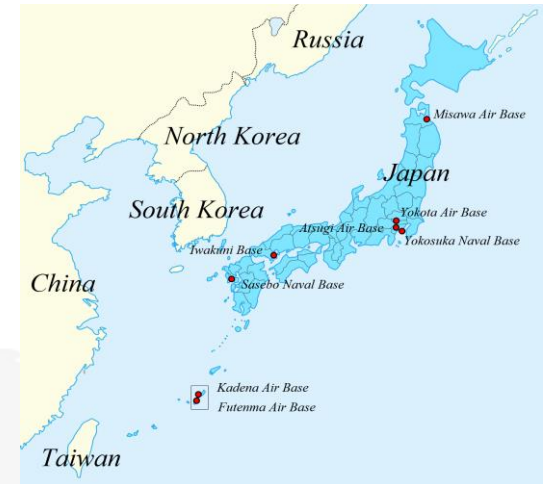 Russia
Misawa Air Base
North Korea
Japan
South Korea
Yokota Air Base
Atsugi Air Base
Yokosuka Naval Base
Iwakuni Base
China
Sasebo Naval Base
Kadena Air Base
Futenma Air Base
Taiwan